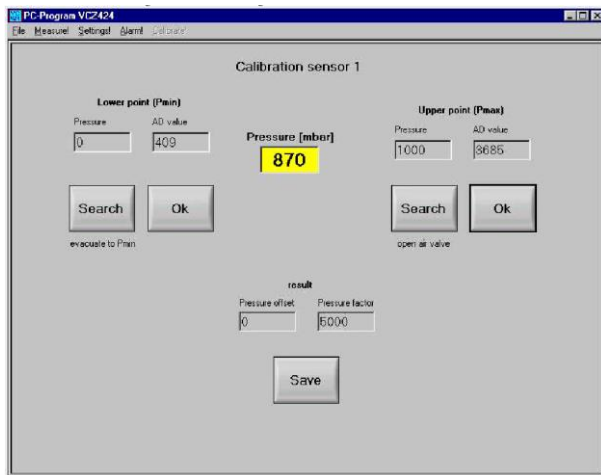 PC-Program VCZ424
File Measure! Settings! Alarm! Calibrate!
Calibration sensor 1
Lower point (Pmin)
Pressure AD value
0 409
Search Ok
evacuate to Pmin
Pressure [mbar]
870
Upper point (Pmax)
Pressure AD value
1000 3685
Search Ok
open air valve
result
Pressure offset Pressure factor
0 5000
Save